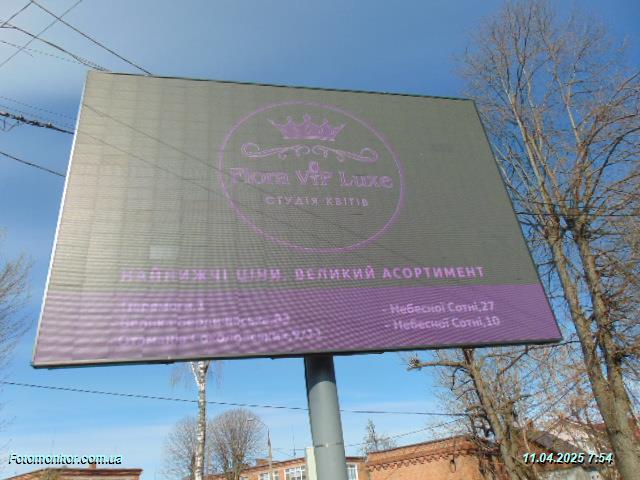 Flora VIP Luxe
СТУДІЯ КВІТІВ
НАЙНИЖЧІ ЦІНИ. ВЕЛИКИЙ АСОРТИМЕНТ
- Небесної Сотні,27
- Небесної Сотні,10
Fotomonitor.com.ua
11.04.2025 7:54